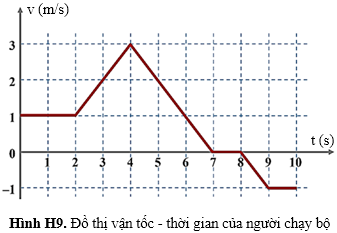 v (m/s)
3
2
1
0
–1
t (s)
1 2 3 4 5 6 7 8 9 10
Hình H9. Đồ thị vận tốc - thời gian của người chạy bộ